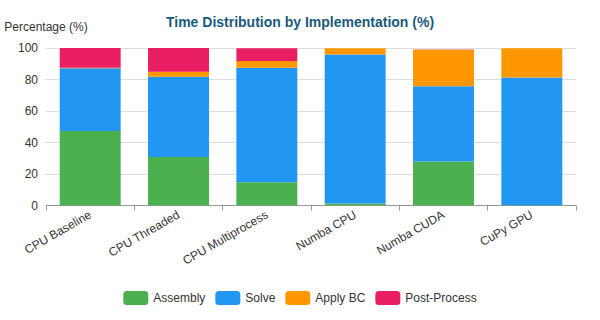 Time Distribution by Implementation (%)
Percentage (%)
100
80
60
40
20
0
CPU Baseline
CPU Threaded
CPU Multiprocess
Numba CPU
Numba CUDA
CuPy GPU
Assembly Solve Apply BC Post-Process